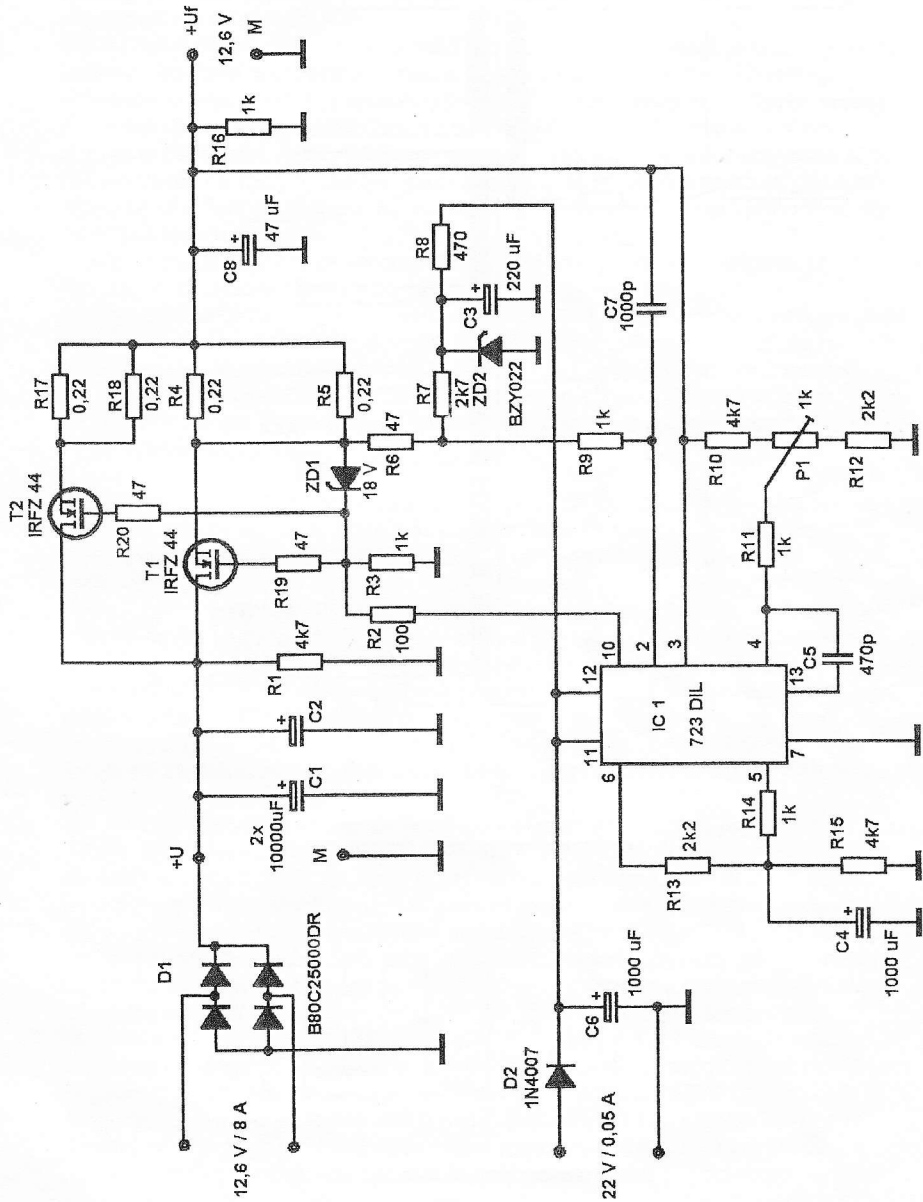 12,6 V / 8 A
D1
B80C25000DR
+U
2x
10000uF
C1
C2
M
R1
4k7
T2
IRFZ 44
T1
IRFZ 44
R20
47
R19
47
R2
100
R3
1k
ZD1
18 V
R17
0,22
R18
0,22
R4
0,22
R5
0,22
R6
47
R7
2k7
ZD2
BZY022
C3
220 uF
R8
470
C8
47 uF
R16
1k
+Uf
12,6 V
M
22 V / 0,05 A
D2
1N4007
C6
1000 uF
IC 1
723 DIL
11
12
10
6
2
3
5
4
7
13
R13
2k2
R14
1k
R15
4k7
C4
1000 uF
C5
470p
R11
1k
R9
1k
C7
1000p
R10
4k7
P1
1k
R12
2k2